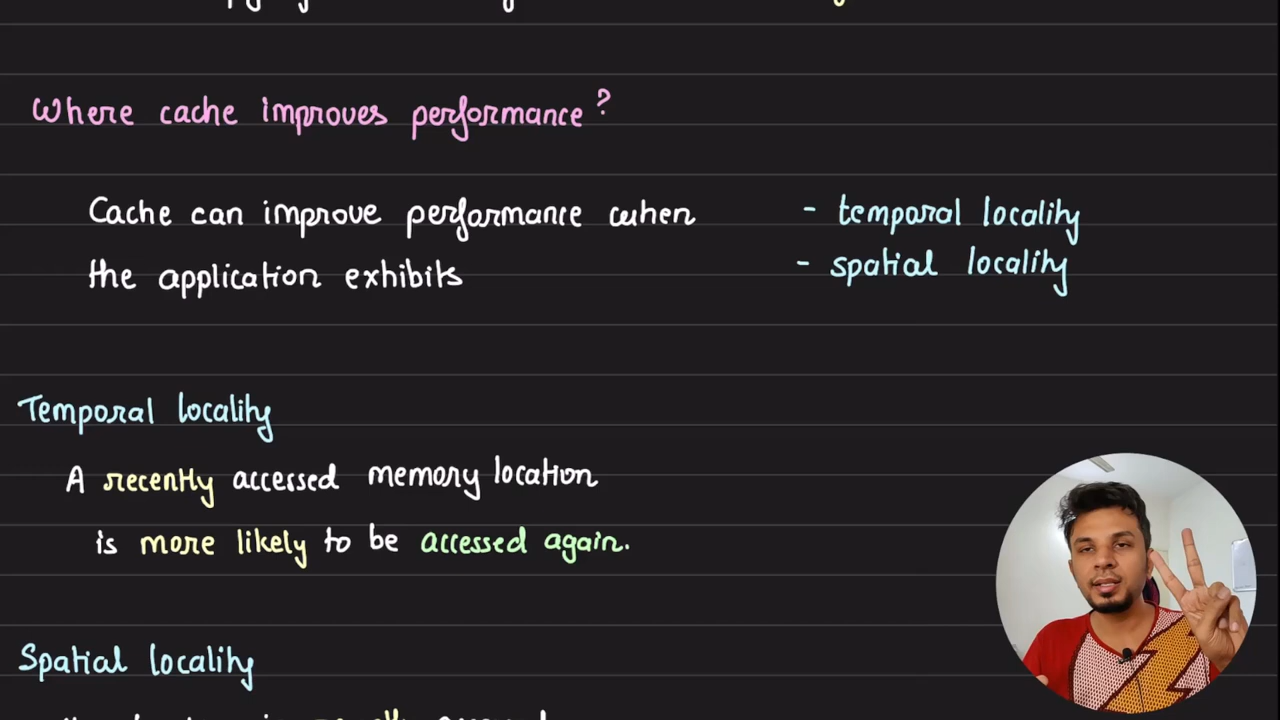 Where cache improves performance?
Cache can improve performance when
the application exhibits
- temporal locality
- spatial locality
Temporal locality
A recently accessed memory location
is more likely to be accessed again.
Spatial locality